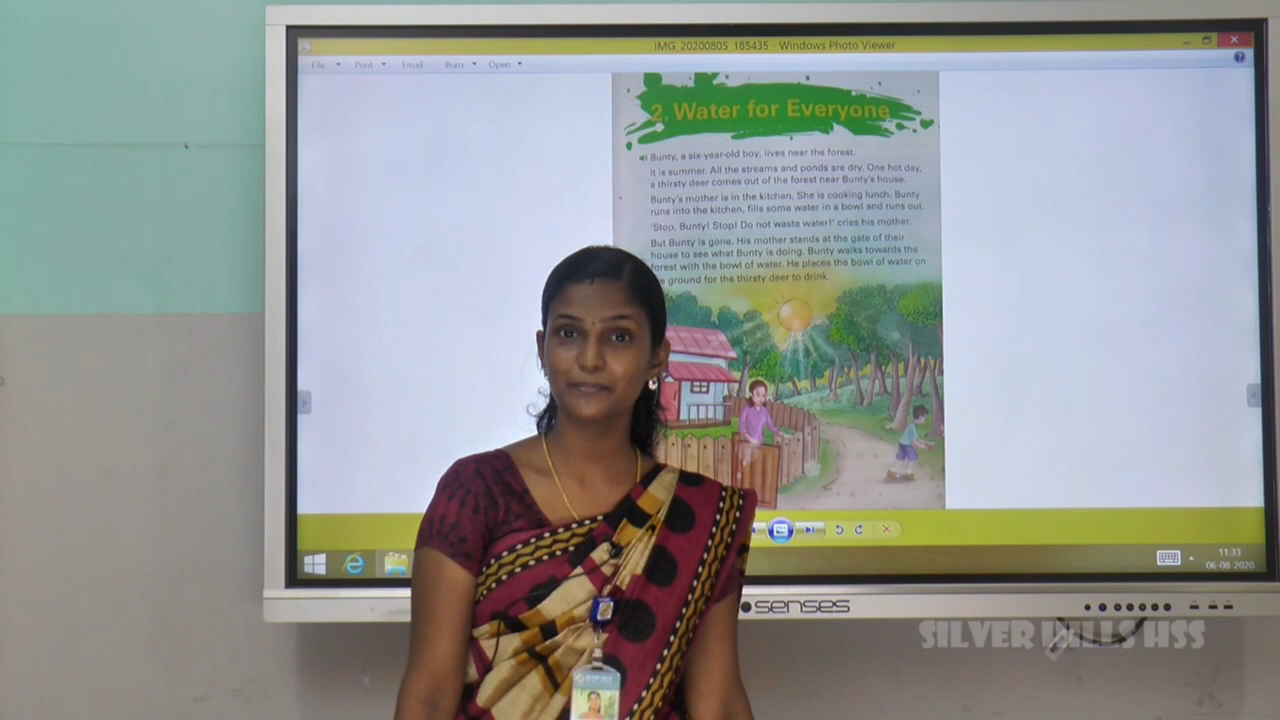 IMG_20200805_185435 - Windows Photo Viewer
File Print Email Burn Open
2. Water for Everyone
Bunty, a six-year-old boy, lives near the forest.
It is summer. All the streams and ponds are dry. One hot day,
a thirsty deer comes out of the forest near Bunty's house.
Bunty's mother is in the kitchen. She is cooking lunch. Bunty
runs into the kitchen, fills some water in a bowl and runs out.
'Stop, Bunty! Stop! Do not waste water!' cries his mother.
But Bunty is gone. His mother stands at the gate of their
house to see what Bunty is doing. Bunty walks towards the
forest with the bowl of water. He places the bowl of water on
ground for the thirsty deer to drink.
11:33
06-08-2020
senses
SILVER HILLS HSS